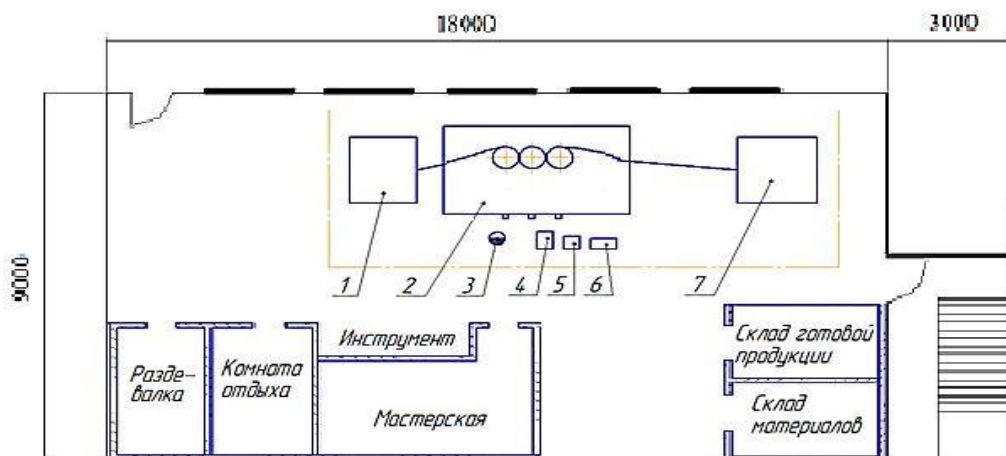 18000
3000
9000
1 2 3 4 5 6 7
Инструмент
Разде-
валка
Комната
отдыха
Мастерская
Склад готовой
продукции
Склад
материалов